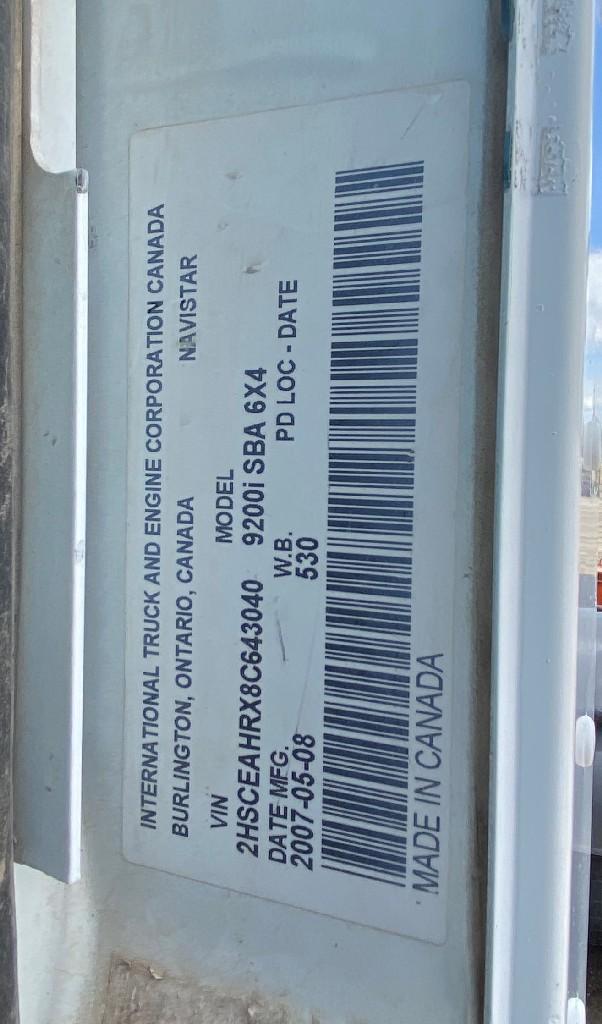 INTERNATIONAL TRUCK AND ENGINE CORPORATION CANADA
BURLINGTON, ONTARIO, CANADA NAVISTAR
VIN MODEL
2HSCEAHRX8C643040 9200i SBA 6X4
DATE MFG. W.B. PD LOC - DATE
2007-05-08 530
MADE IN CANADA